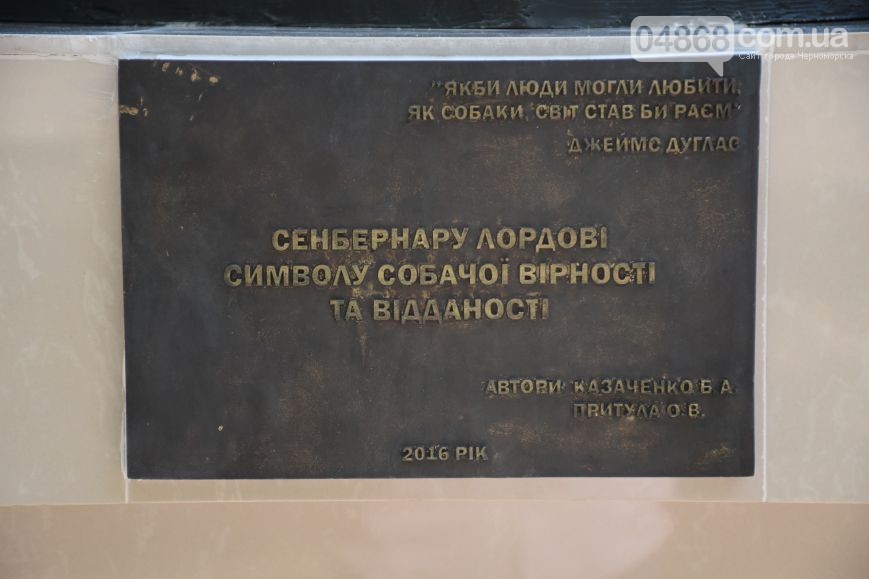 04868.com.ua
Сайт города Черноморска
"ЯКБИ ЛЮДИ МОГЛИ ЛЮБИТИ,
ЯК СОБАКИ, СВІТ СТАВ БИ РАЄМ"
ДЖЕЙМС ДУГЛАС
СЕНБЕРНАРУ ЛОРДОВІ
СИМВОЛУ СОБАЧОЇ ВІРНОСТІ
ТА ВІДДАНОСТІ
АВТОРИ: КАЗАЧЕНКО Б.А.
ПРИТУЛА О.В.
2016 РІК